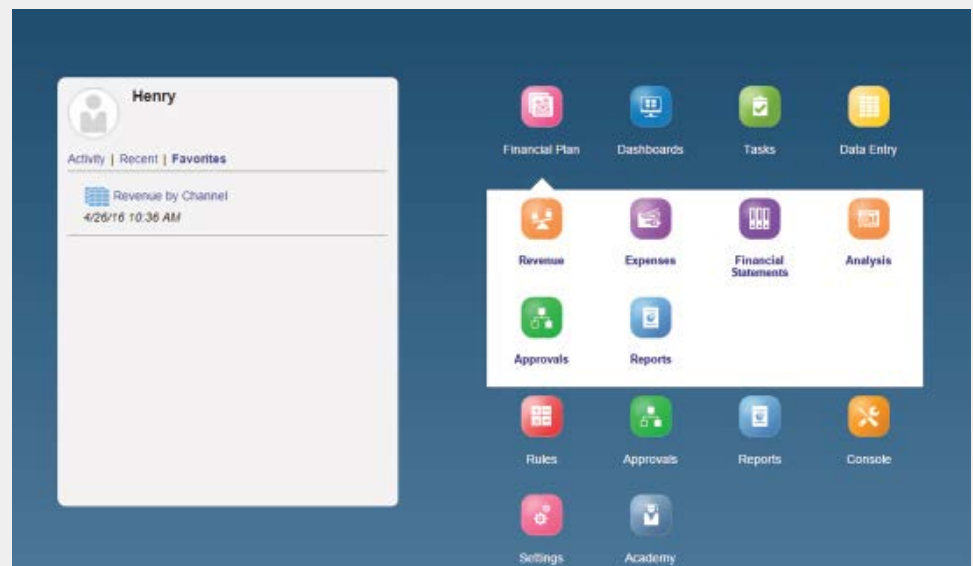 Henry
Activity | Recent | Favorites
Revenue by Channel
4/26/16 10:36 AM
Financial Plan
Dashboards
Tasks
Data Entry
Revenue
Expenses
Financial
Statements
Analysis
Approvals
Reports
Rules
Approvals
Reports
Console
Settings
Academy